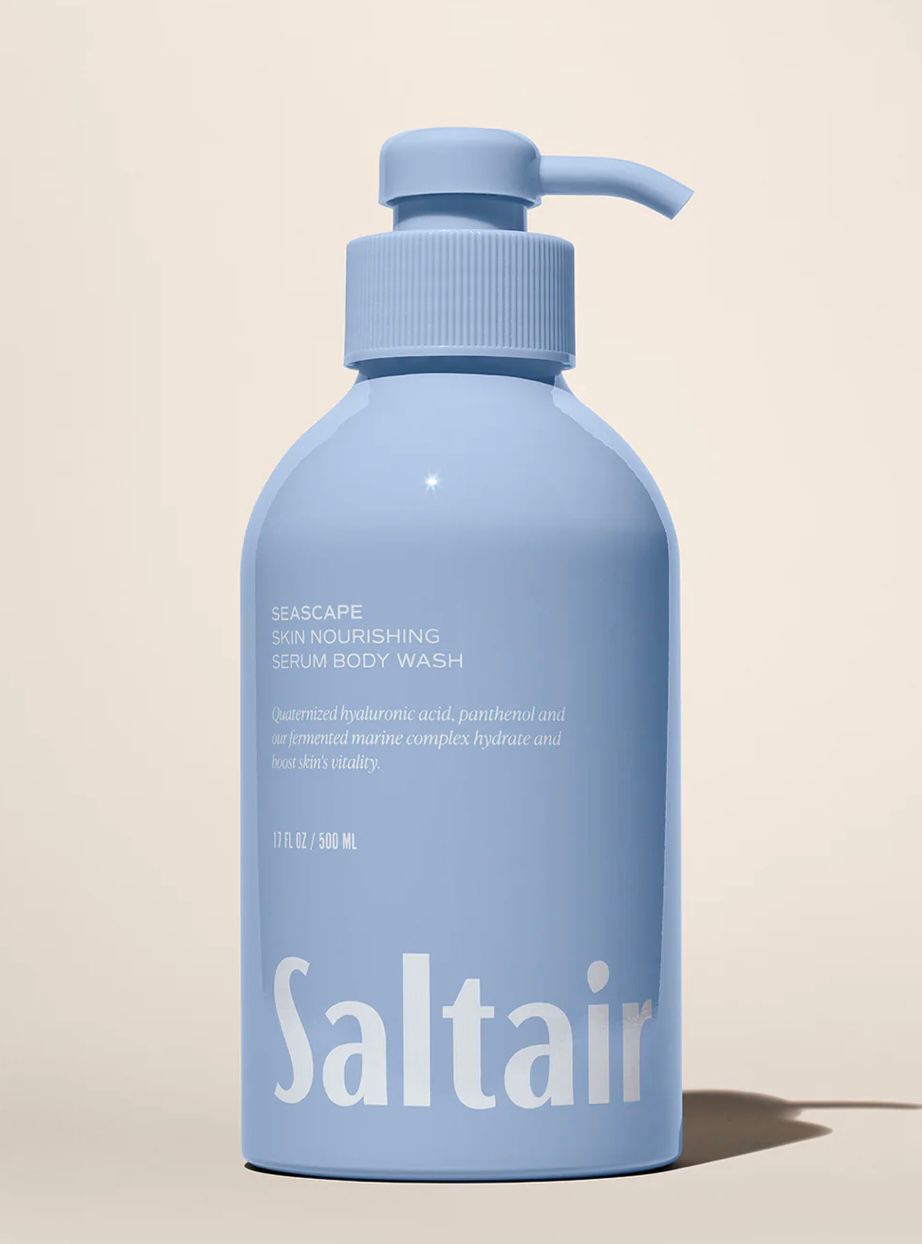 SEASCAPE
SKIN NOURISHING
SERUM BODY WASH
Quaternized hyaluronic acid, panthenol and
our fermented marine complex hydrate and
boost skin's vitality.
17 FL OZ / 500 ML
Saltair